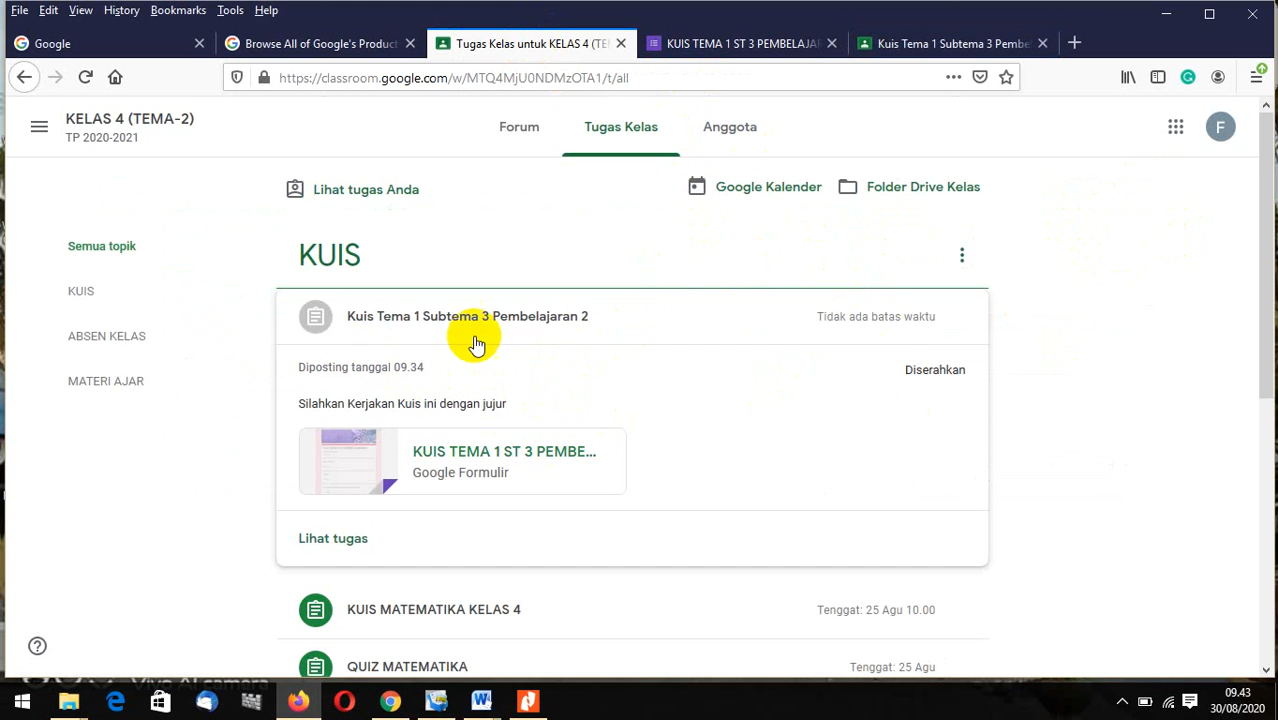 File Edit View History Bookmarks Tools Help
Google
Browse All of Google's Product
Tugas Kelas untuk KELAS 4 (TE
KUIS TEMA 1 ST 3 PEMBELAJAR
Kuis Tema 1 Subtema 3 Pembe
https://classroom.google.com/w/MTQ4MjU0NDMzOTA1/t/all
KELAS 4 (TEMA-2)
TP 2020-2021
Forum
Tugas Kelas
Anggota
F
Lihat tugas Anda
Google Kalender
Folder Drive Kelas
Semua topik
KUIS
ABSEN KELAS
MATERI AJAR
KUIS
Kuis Tema 1 Subtema 3 Pembelajaran 2
Tidak ada batas waktu
Diposting tanggal 09.34
Diserahkan
Silahkan Kerjakan Kuis ini dengan jujur
KUIS TEMA 1 ST 3 PEMBE...
Google Formulir
Lihat tugas
KUIS MATEMATIKA KELAS 4
Tenggat: 25 Agu 10.00
QUIZ MATEMATIKA
Tenggat: 25 Agu
09.43
30/08/2020